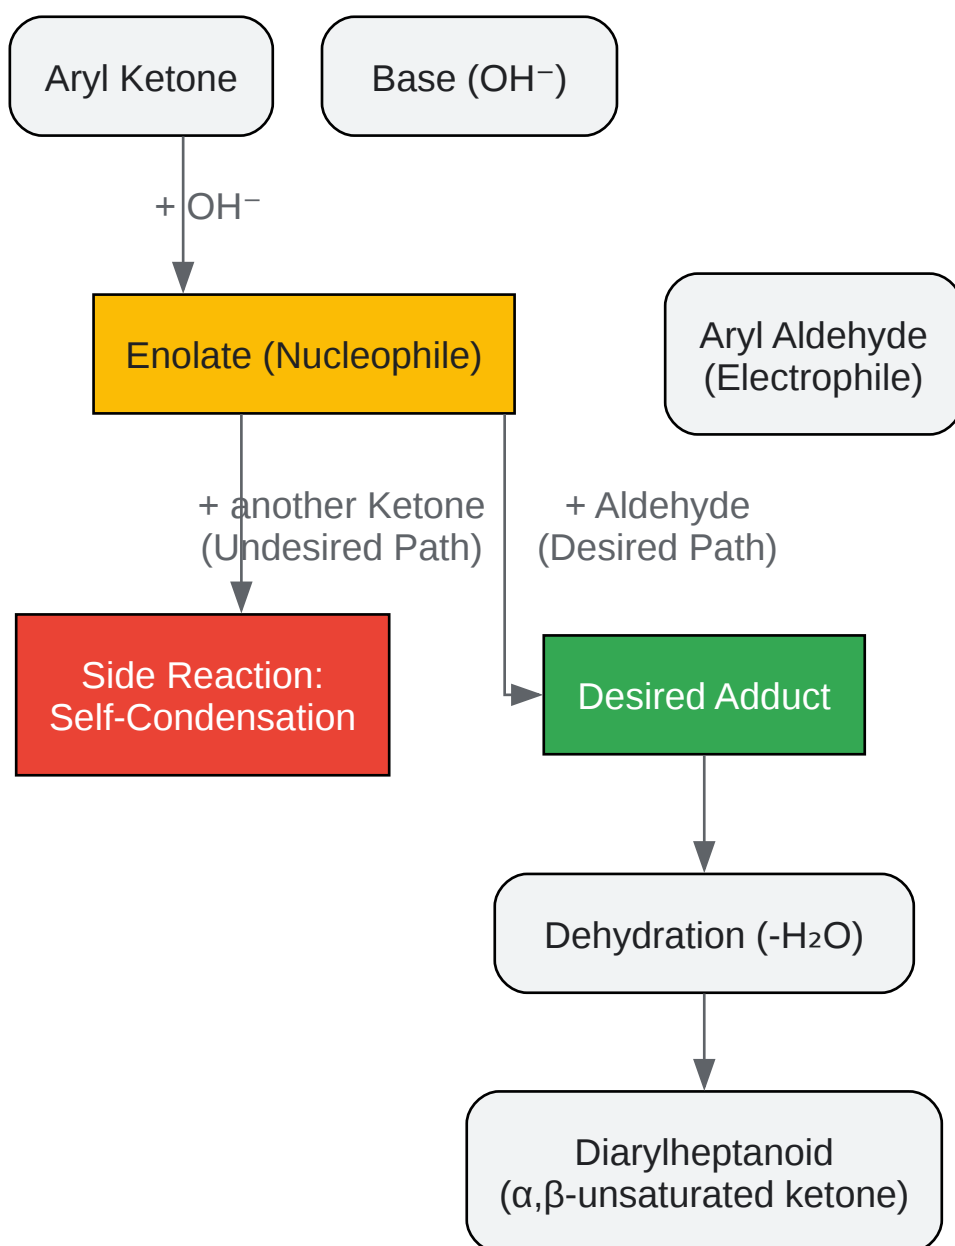 Aryl Ketone
Base (OH⁻)
+ OH⁻
Enolate (Nucleophile)
Aryl Aldehyde
(Electrophile)
+ another Ketone
(Undesired Path)
+ Aldehyde
(Desired Path)
Side Reaction:
Self-Condensation
Desired Adduct
Dehydration (-H₂O)
Diarylheptanoid
(α,β-unsaturated ketone)